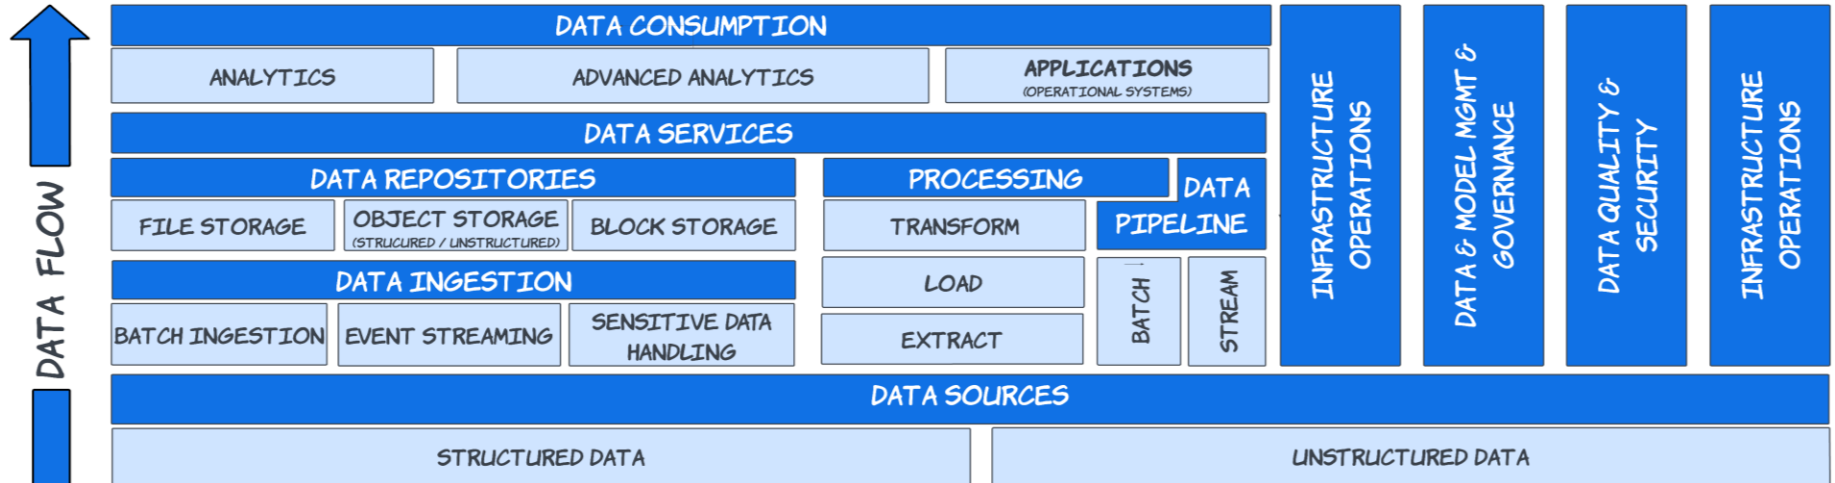 DATA CONSUMPTION
ANALYTICS
ADVANCED ANALYTICS
APPLICATIONS
(OPERATIONAL SYSTEMS)
DATA SERVICES
DATA REPOSITORIES
FILE STORAGE
OBJECT STORAGE
(STRUCURED / UNSTRUCTURED)
BLOCK STORAGE
DATA INGESTION
BATCH INGESTION
EVENT STREAMING
SENSITIVE DATA
HANDLING
PROCESSING
TRANSFORM
LOAD
EXTRACT
DATA
PIPELINE
BATCH
STREAM
INFRASTRUCTURE
OPERATIONS
DATA & MODEL MGMT &
GOVERNANCE
DATA QUALITY &
SECURITY
INFRASTRUCTURE
OPERATIONS
DATA SOURCES
STRUCTURED DATA
UNSTRUCTURED DATA
DATA FLOW